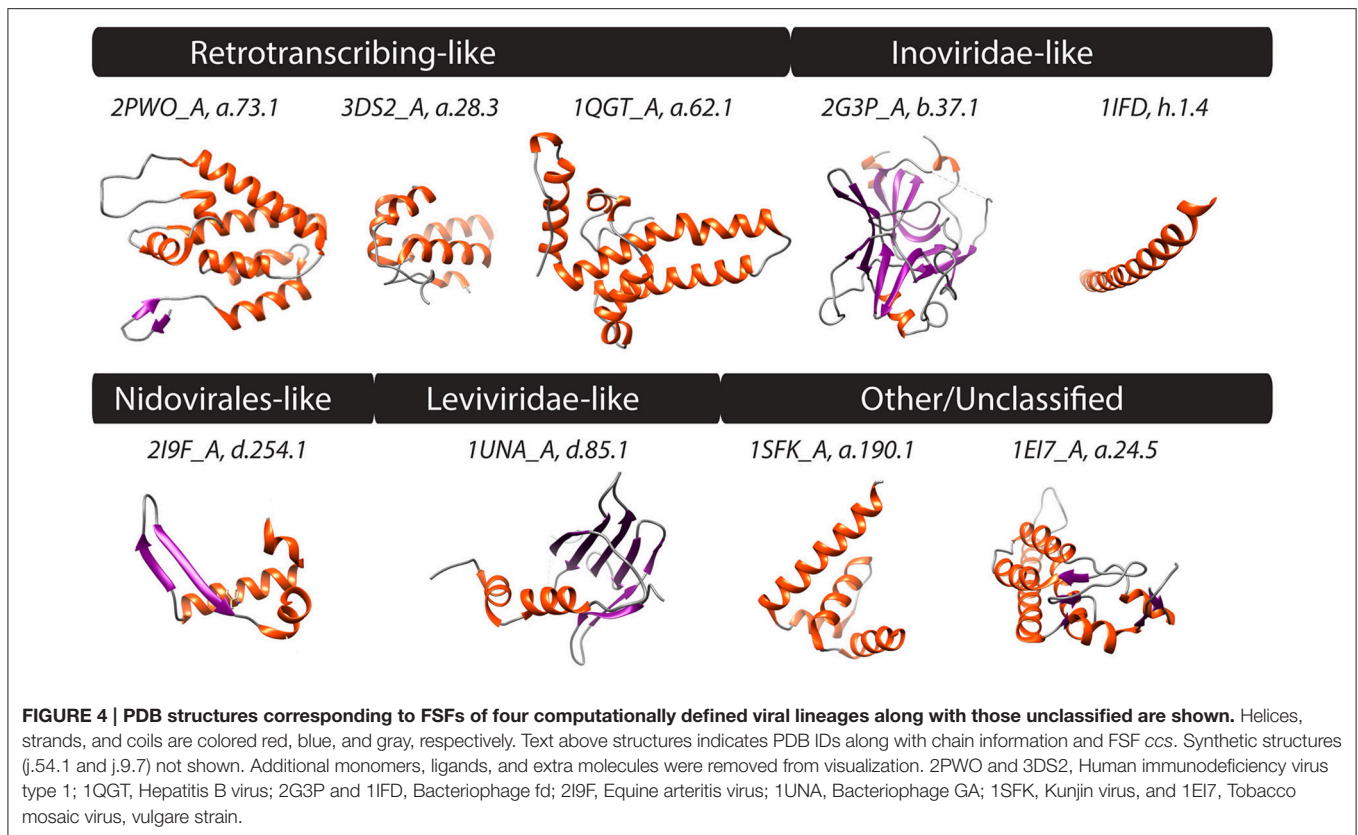 Retrotranscribing-like Inoviridae-like
2PWO_A, a.73.1 3DS2_A, a.28.3 1QGT_A, a.62.1 2G3P_A, b.37.1 1IFD, h.1.4
Nidovirales-like Leviviridae-like Other/Unclassified
2I9F_A, d.254.1 1UNA_A, d.85.1 1SFK_A, a.190.1 1EI7_A, a.24.5
FIGURE 4 | PDB structures corresponding to FSFs of four computationally defined viral lineages along with those unclassified are shown. Helices,
strands, and coils are colored red, blue, and gray, respectively. Text above structures indicates PDB IDs along with chain information and FSF ccs. Synthetic structures
(j.54.1 and j.9.7) not shown. Additional monomers, ligands, and extra molecules were removed from visualization. 2PWO and 3DS2, Human immunodeficiency virus
type 1; 1QGT, Hepatitis B virus; 2G3P and 1IFD, Bacteriophage fd; 2I9F, Equine arteritis virus; 1UNA, Bacteriophage GA; 1SFK, Kunjin virus, and 1EI7, Tobacco
mosaic virus, vulgare strain.